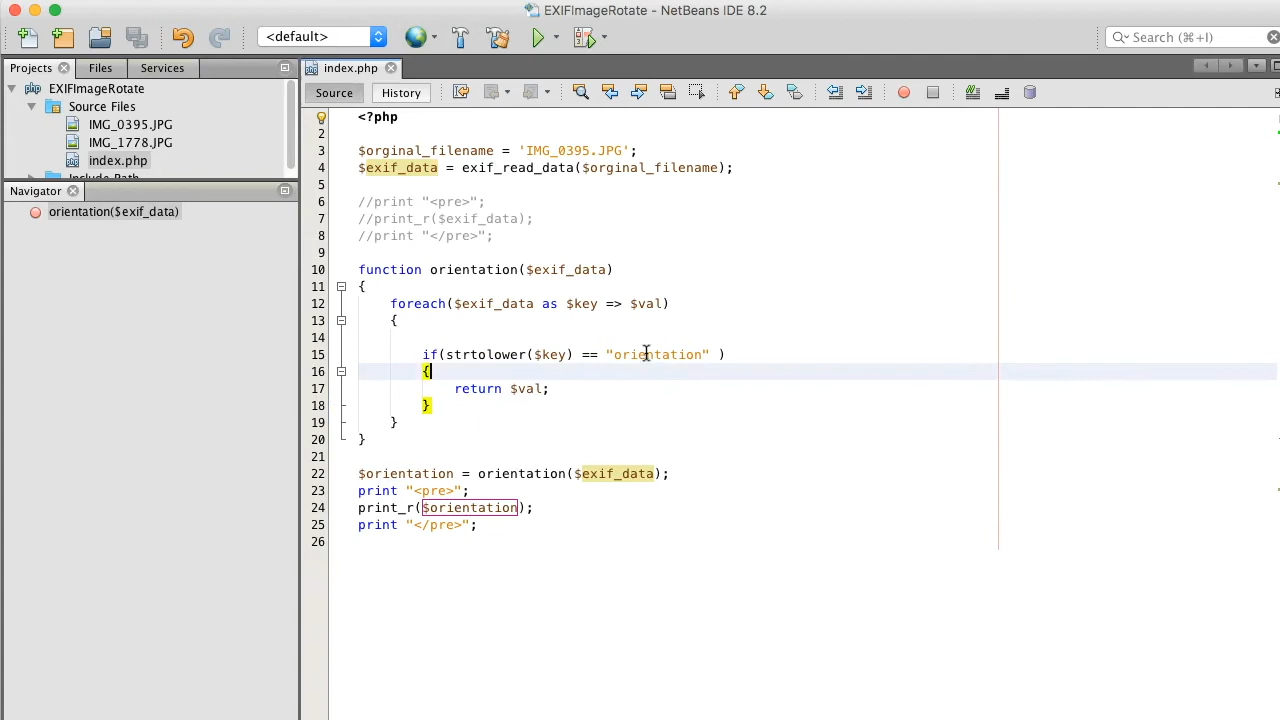 EXIFImageRotate - NetBeans IDE 8.2
<default>
Search (⌘+I)
Projects
Files
Services
index.php
EXIFImageRotate
Source Files
IMG_0395.JPG
IMG_1778.JPG
index.php
Include Path
Navigator
orientation($exif_data)
Source
History
1 <?php
2
3 $orginal_filename = 'IMG_0395.JPG';
4 $exif_data = exif_read_data($orginal_filename);
5
6 //print "<pre>";
7 //print_r($exif_data);
8 //print "</pre>";
9
10 function orientation($exif_data)
11 {
12 foreach($exif_data as $key => $val)
13 {
14
15 if(strtolower($key) == "orientation" )
16 {
17 return $val;
18 }
19 }
20 }
21
22 $orientation = orientation($exif_data);
23 print "<pre>";
24 print_r($orientation);
25 print "</pre>";
26